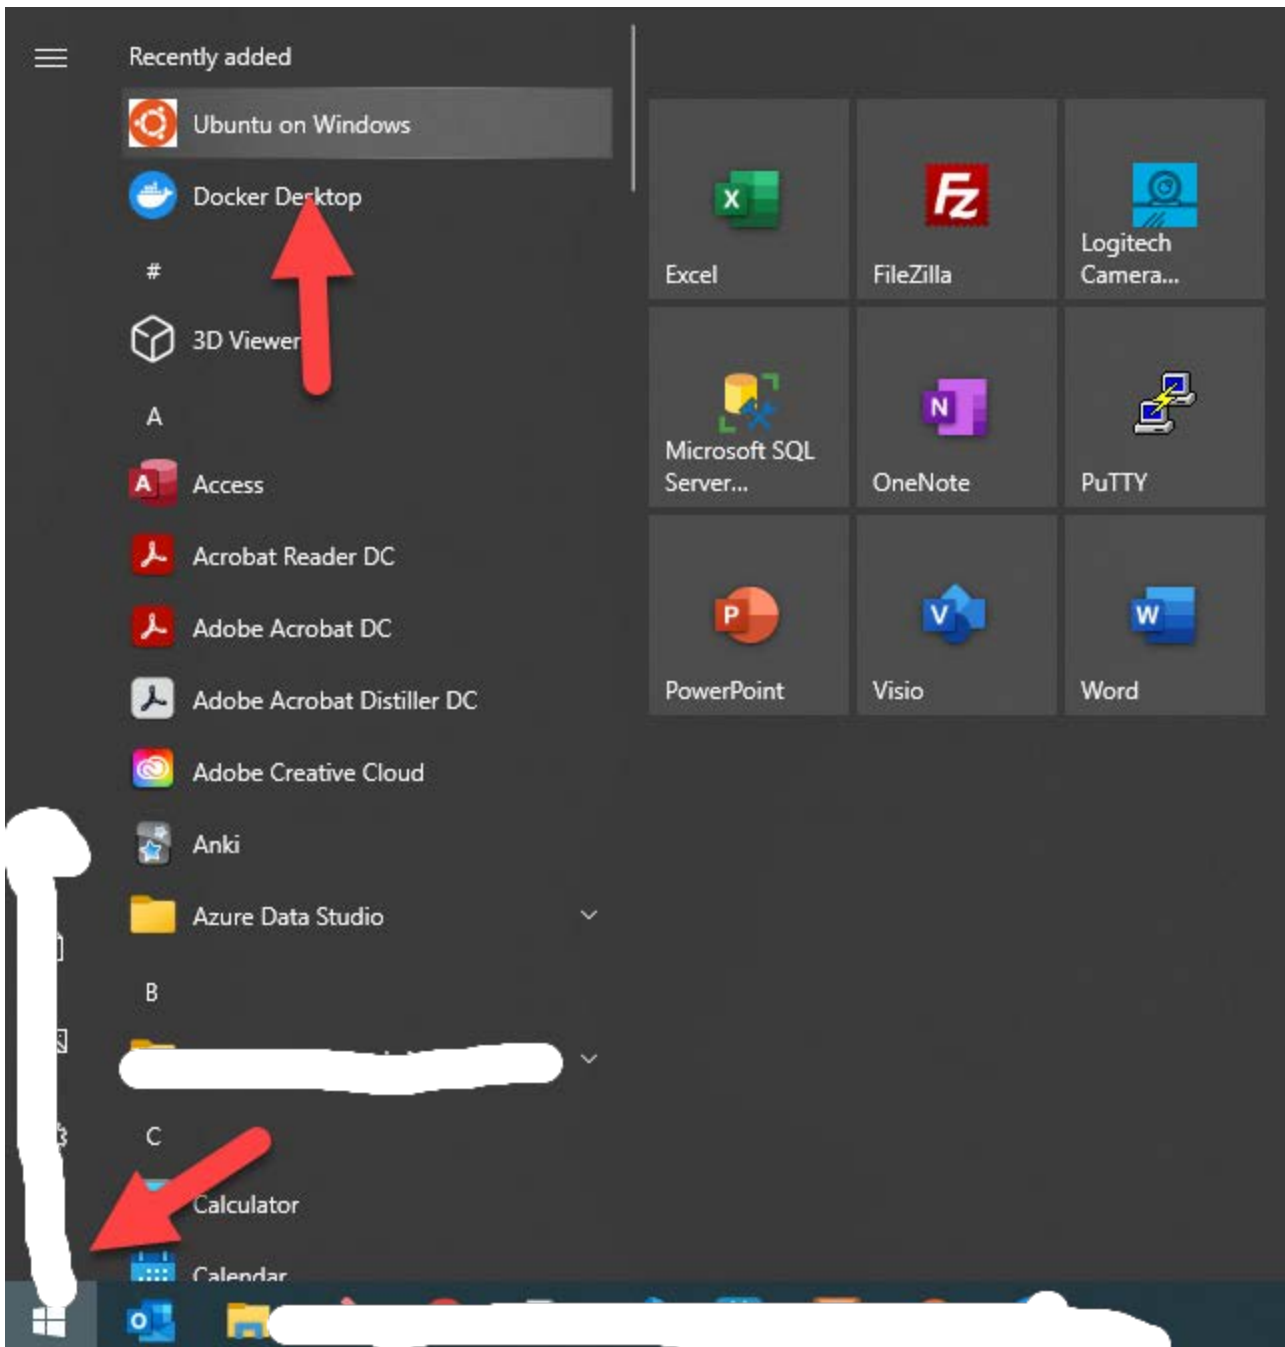 Recently added
Ubuntu on Windows
Docker Desktop
#
3D Viewer
A
Access
Acrobat Reader DC
Adobe Acrobat DC
Adobe Acrobat Distiller DC
Adobe Creative Cloud
Anki
Azure Data Studio
B
C
Calculator
Calendar
Excel
FileZilla
Logitech
Camera...
Microsoft SQL
Server...
OneNote
PuTTY
PowerPoint
Visio
Word